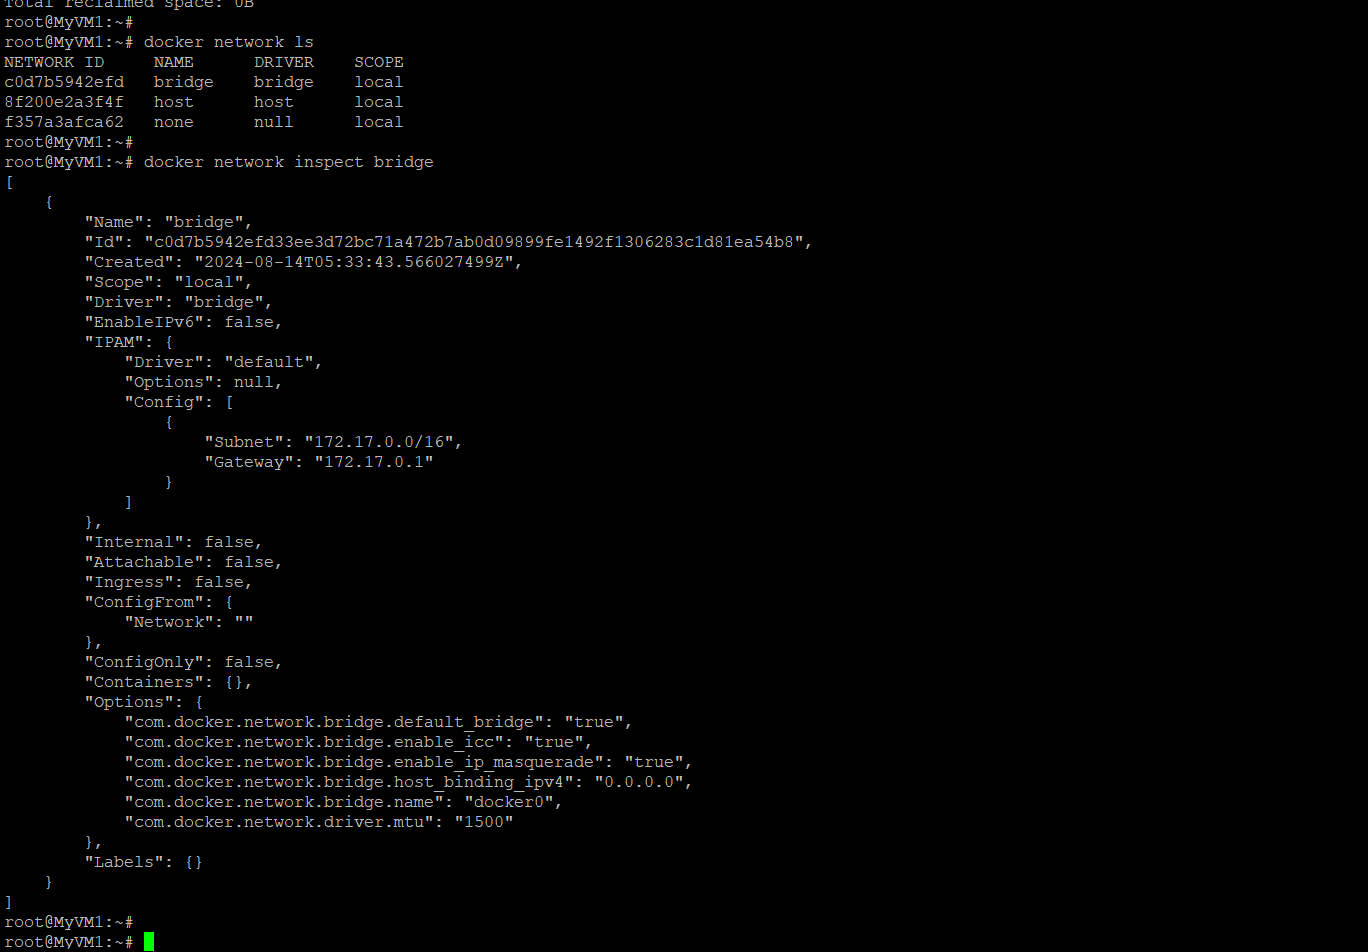 Total reclaimed space: 0B
root@MyVM1:~#
root@MyVM1:~# docker network ls
NETWORK ID     NAME      DRIVER    SCOPE
c0d7b5942efd   bridge    bridge    local
8f200e2a3f4f   host      host      local
f357a3afca62   none      null      local
root@MyVM1:~#
root@MyVM1:~# docker network inspect bridge
[
    {
        "Name": "bridge",
        "Id": "c0d7b5942efd33ee3d72bc71a472b7ab0d09899fe1492f1306283c1d81ea54b8",
        "Created": "2024-08-14T05:33:43.566027499Z",
        "Scope": "local",
        "Driver": "bridge",
        "EnableIPv6": false,
        "IPAM": {
            "Driver": "default",
            "Options": null,
            "Config": [
                {
                    "Subnet": "172.17.0.0/16",
                    "Gateway": "172.17.0.1"
                }
            ]
        },
        "Internal": false,
        "Attachable": false,
        "Ingress": false,
        "ConfigFrom": {
            "Network": ""
        },
        "ConfigOnly": false,
        "Containers": {},
        "Options": {
            "com.docker.network.bridge.default_bridge": "true",
            "com.docker.network.bridge.enable_icc": "true",
            "com.docker.network.bridge.enable_ip_masquerade": "true",
            "com.docker.network.bridge.host_binding_ipv4": "0.0.0.0",
            "com.docker.network.bridge.name": "docker0",
            "com.docker.network.driver.mtu": "1500"
        },
        "Labels": {}
    }
]
root@MyVM1:~#
root@MyVM1:~#